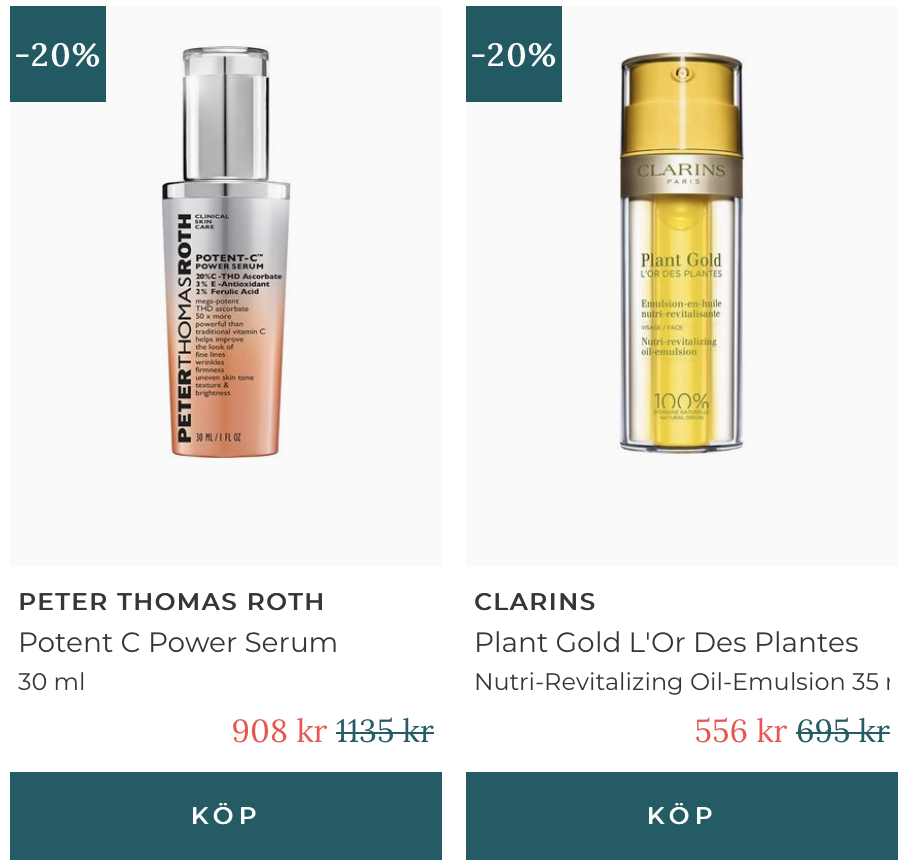 -20%
PETER THOMAS ROTH
CLINICAL
SKIN
CARE
POTENT-C™
POWER SERUM
20%C -THD Ascorbate
3% E -Antioxidant
2% Ferulic Acid
mega-potent
THD ascorbate
50 x more
powerful than
traditional vitamin C
helps improve
the look of
fine lines
wrinkles
firmness
uneven skin tone
texture &
brightness
30 ML / 1 FL OZ
PETER THOMAS ROTH
Potent C Power Serum
30 ml
908 kr 1135 kr
KÖP
-20%
CLARINS
PARIS
Plant Gold
L'OR DES PLANTES
Emulsion-en-huile
nutri-revitalisante
VISAGE / FACE
Nutri-revitalizing
oil-emulsion
100%
D'ORIGINE NATURELLE
NATURAL ORIGIN
CLARINS
Plant Gold L'Or Des Plantes
Nutri-Revitalizing Oil-Emulsion 35
556 kr 695 kr
KÖP